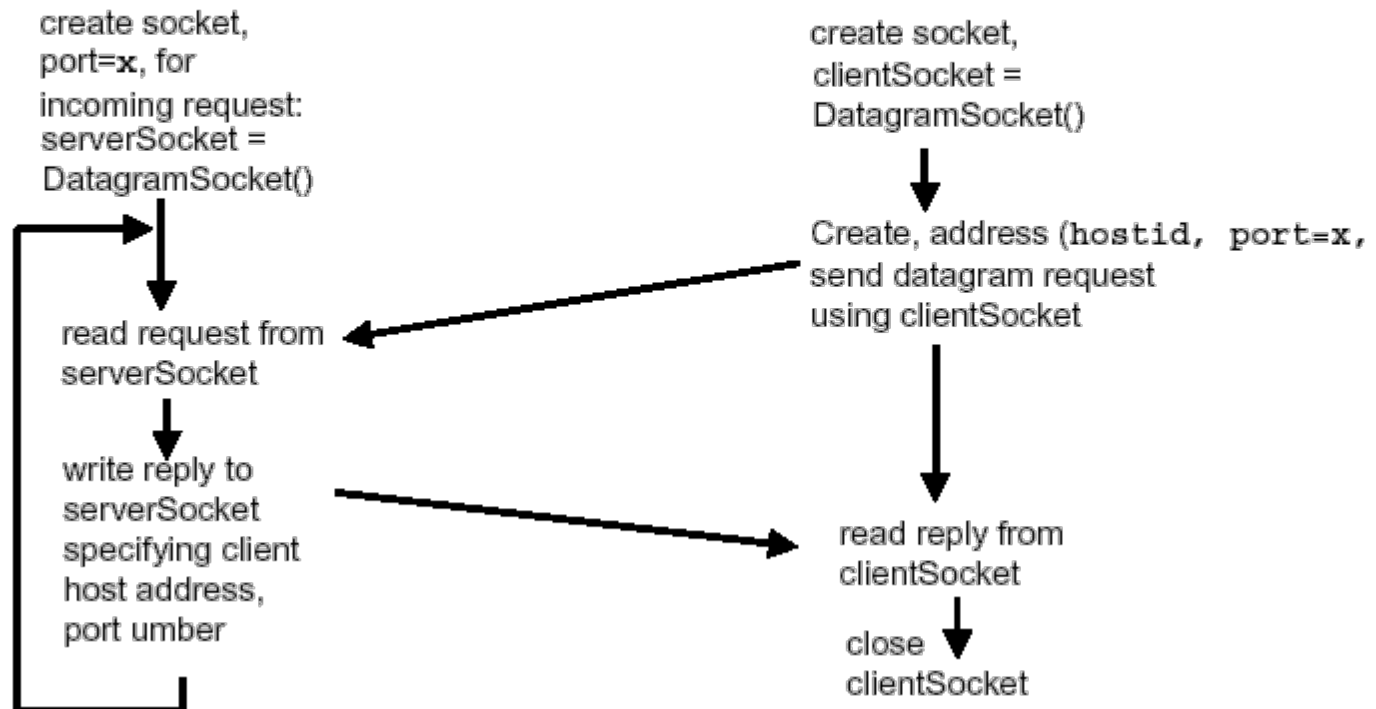 create socket,
port=x, for
incoming request:
serverSocket =
DatagramSocket()
read request from
serverSocket
write reply to
serverSocket
specifying client
host address,
port umber
create socket,
clientSocket =
DatagramSocket()
Create, address (hostid, port=x,
send datagram request
using clientSocket
read reply from
clientSocket
close
clientSocket